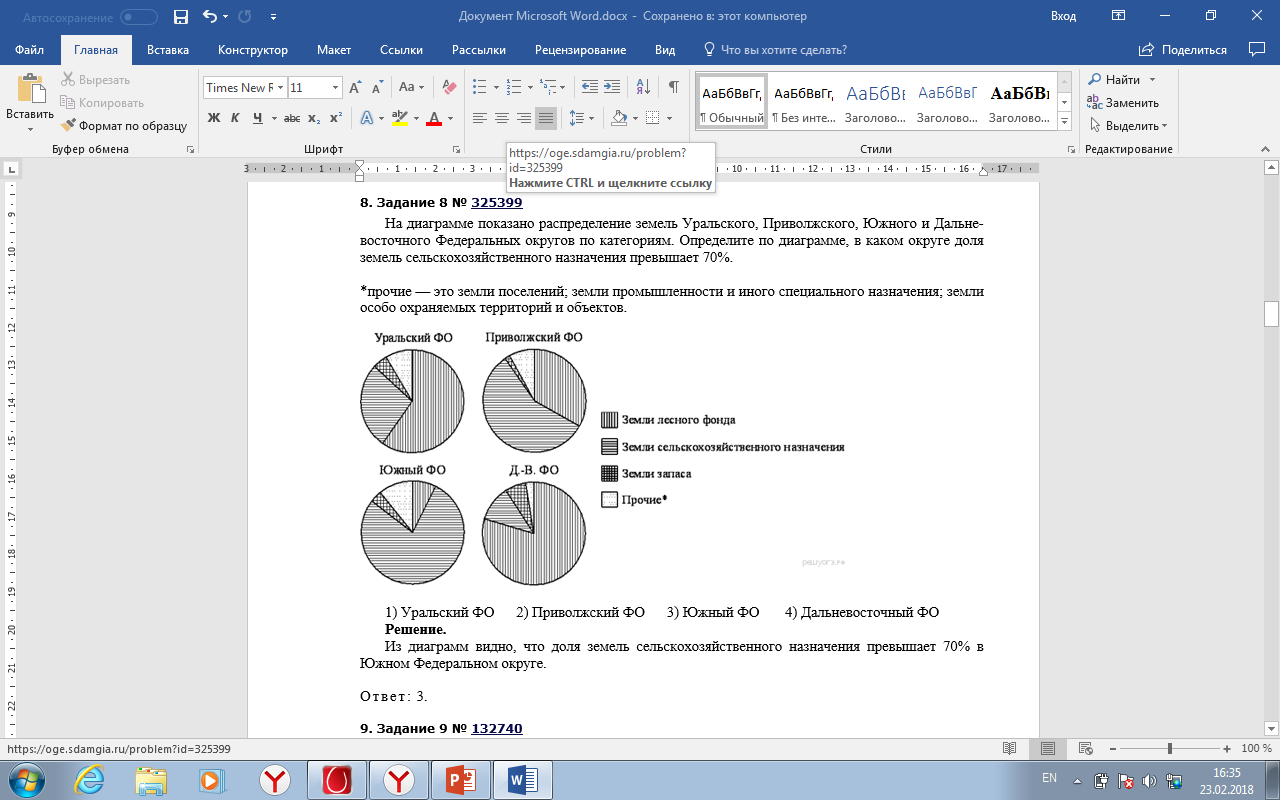 Автосохранение
Документ Microsoft Word.docx - Сохранено в: этот компьютер
Вход
Файл Главная Вставка Конструктор Макет Ссылки Рассылки Рецензирование Вид Что вы хотите сделать? Поделиться
Вставить
Вырезать
Копировать
Формат по образцу
Буфер обмена
Times New F 11
Aa
Ж К Ч abc x₂ x²
Шрифт
АаБбВвГг, АаБбВвГг, АаБбВ АаБбВвГ АаБбВ
¶ Обычный ¶ Без инте... Заголово... Заголово... Заголово...
Стили
Найти
Заменить
Выделить
Редактирование
https://oge.sdamgia.ru/problem?
id=325399
Нажмите CTRL и щелкните ссылку
8. Задание 8 № 325399
На диаграмме показано распределение земель Уральского, Приволжского, Южного и Дальне-
восточного Федеральных округов по категориям. Определите по диаграмме, в каком округе доля
земель сельскохозяйственного назначения превышает 70%.
*прочие — это земли поселений; земли промышленности и иного специального назначения; земли
особо охраняемых территорий и объектов.
Уральский ФО Приволжский ФО
Южный ФО Д.-В. ФО
Земли лесного фонда
Земли сельскохозяйственного назначения
Земли запаса
Прочие*
решуогэ.рф
1) Уральский ФО 2) Приволжский ФО 3) Южный ФО 4) Дальневосточный ФО
Решение.
Из диаграмм видно, что доля земель сельскохозяйственного назначения превышает 70% в
Южном Федеральном округе.
Ответ: 3.
9. Задание 9 № 132740
https://oge.sdamgia.ru/problem?id=325399
100 %
EN
16:35
23.02.2018